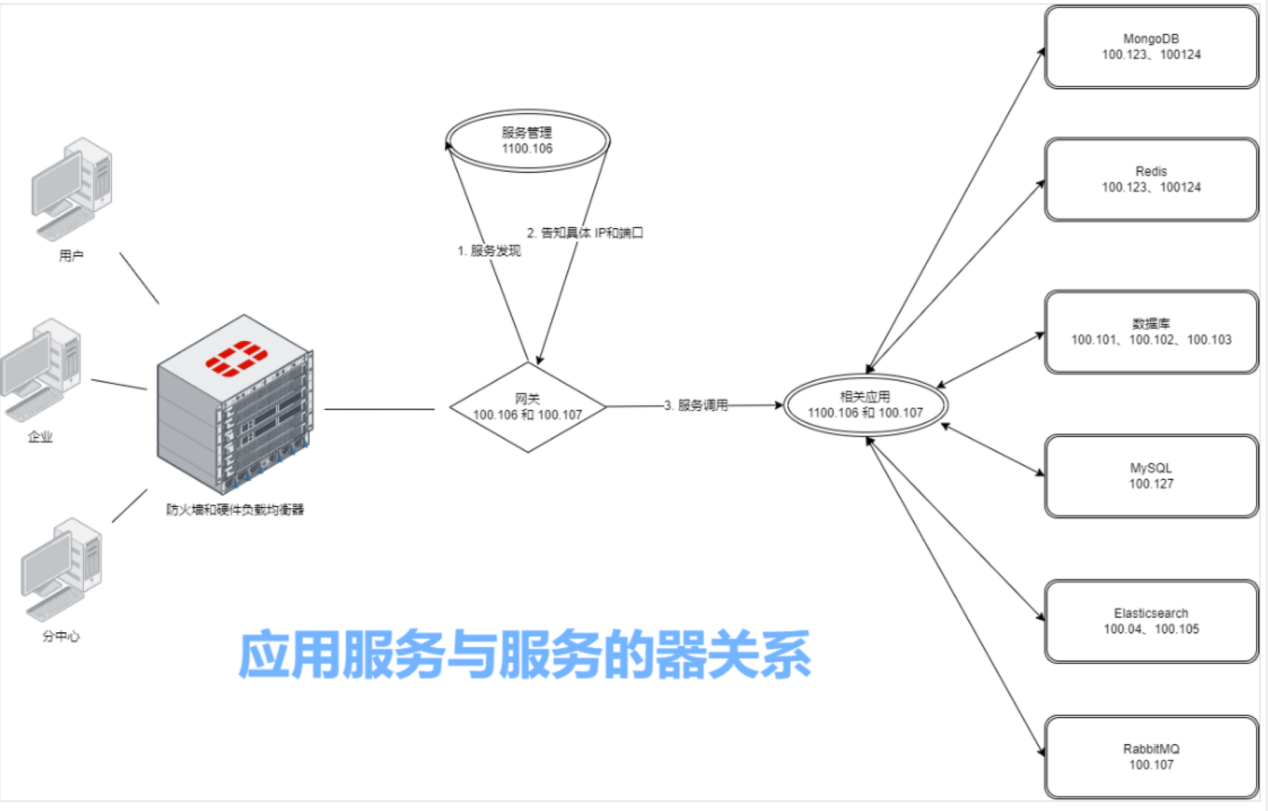 用户
企业
分中心
防火墙和硬件负载均衡器
服务管理
1100.106
1. 服务发现
2. 告知具体 IP和端口
网关
100.106 和 100.107
3. 服务调用
相关应用
1100.106 和 100.107
MongoDB
100.123、100124
Redis
100.123、100124
数据库
100.101、100.102、100.103
MySQL
100.127
Elasticsearch
100.04、100.105
RabbitMQ
100.107
应用服务与服务的器关系